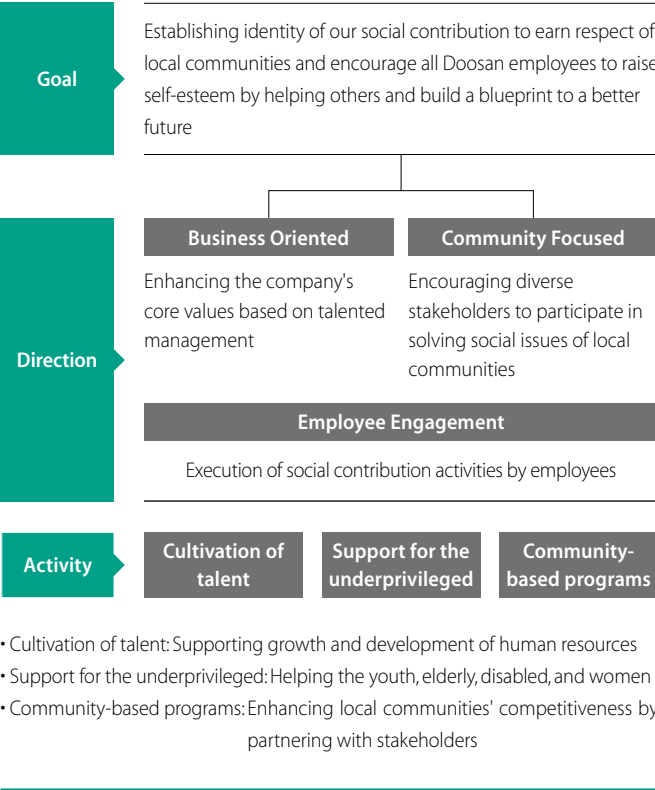 Goal
Establishing identity of our social contribution to earn respect of
local communities and encourage all Doosan employees to raise
self-esteem by helping others and build a blueprint to a better
future
Direction
Business Oriented
Enhancing the company's
core values based on talented
management
Community Focused
Encouraging diverse
stakeholders to participate in
solving social issues of local
communities
Employee Engagement
Execution of social contribution activities by employees
Activity
Cultivation of
talent
Support for the
underprivileged
Community-
based programs
• Cultivation of talent: Supporting growth and development of human resources
• Support for the underprivileged: Helping the youth, elderly, disabled, and women
• Community-based programs: Enhancing local communities' competitiveness by
partnering with stakeholders